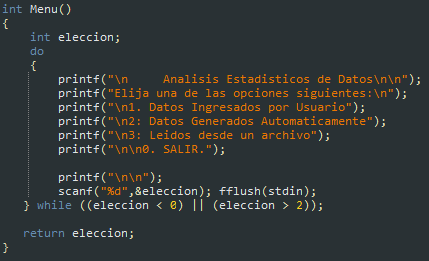 int Menu()
{
    int eleccion;
    do
    {
        printf("\n     Analisis Estadisticos de Datos\n\n");
        printf("Elija una de las opciones siguientes:\n");
        printf("\n1. Datos Ingresados por Usuario");
        printf("\n2: Datos Generados Automaticamente");
        printf("\n3: Leidos desde un archivo");
        printf("\n\n0. SALIR.");

        printf("\n\n");
        scanf("%d",&eleccion); fflush(stdin);
    } while ((eleccion < 0) || (eleccion > 2));

    return eleccion;
}